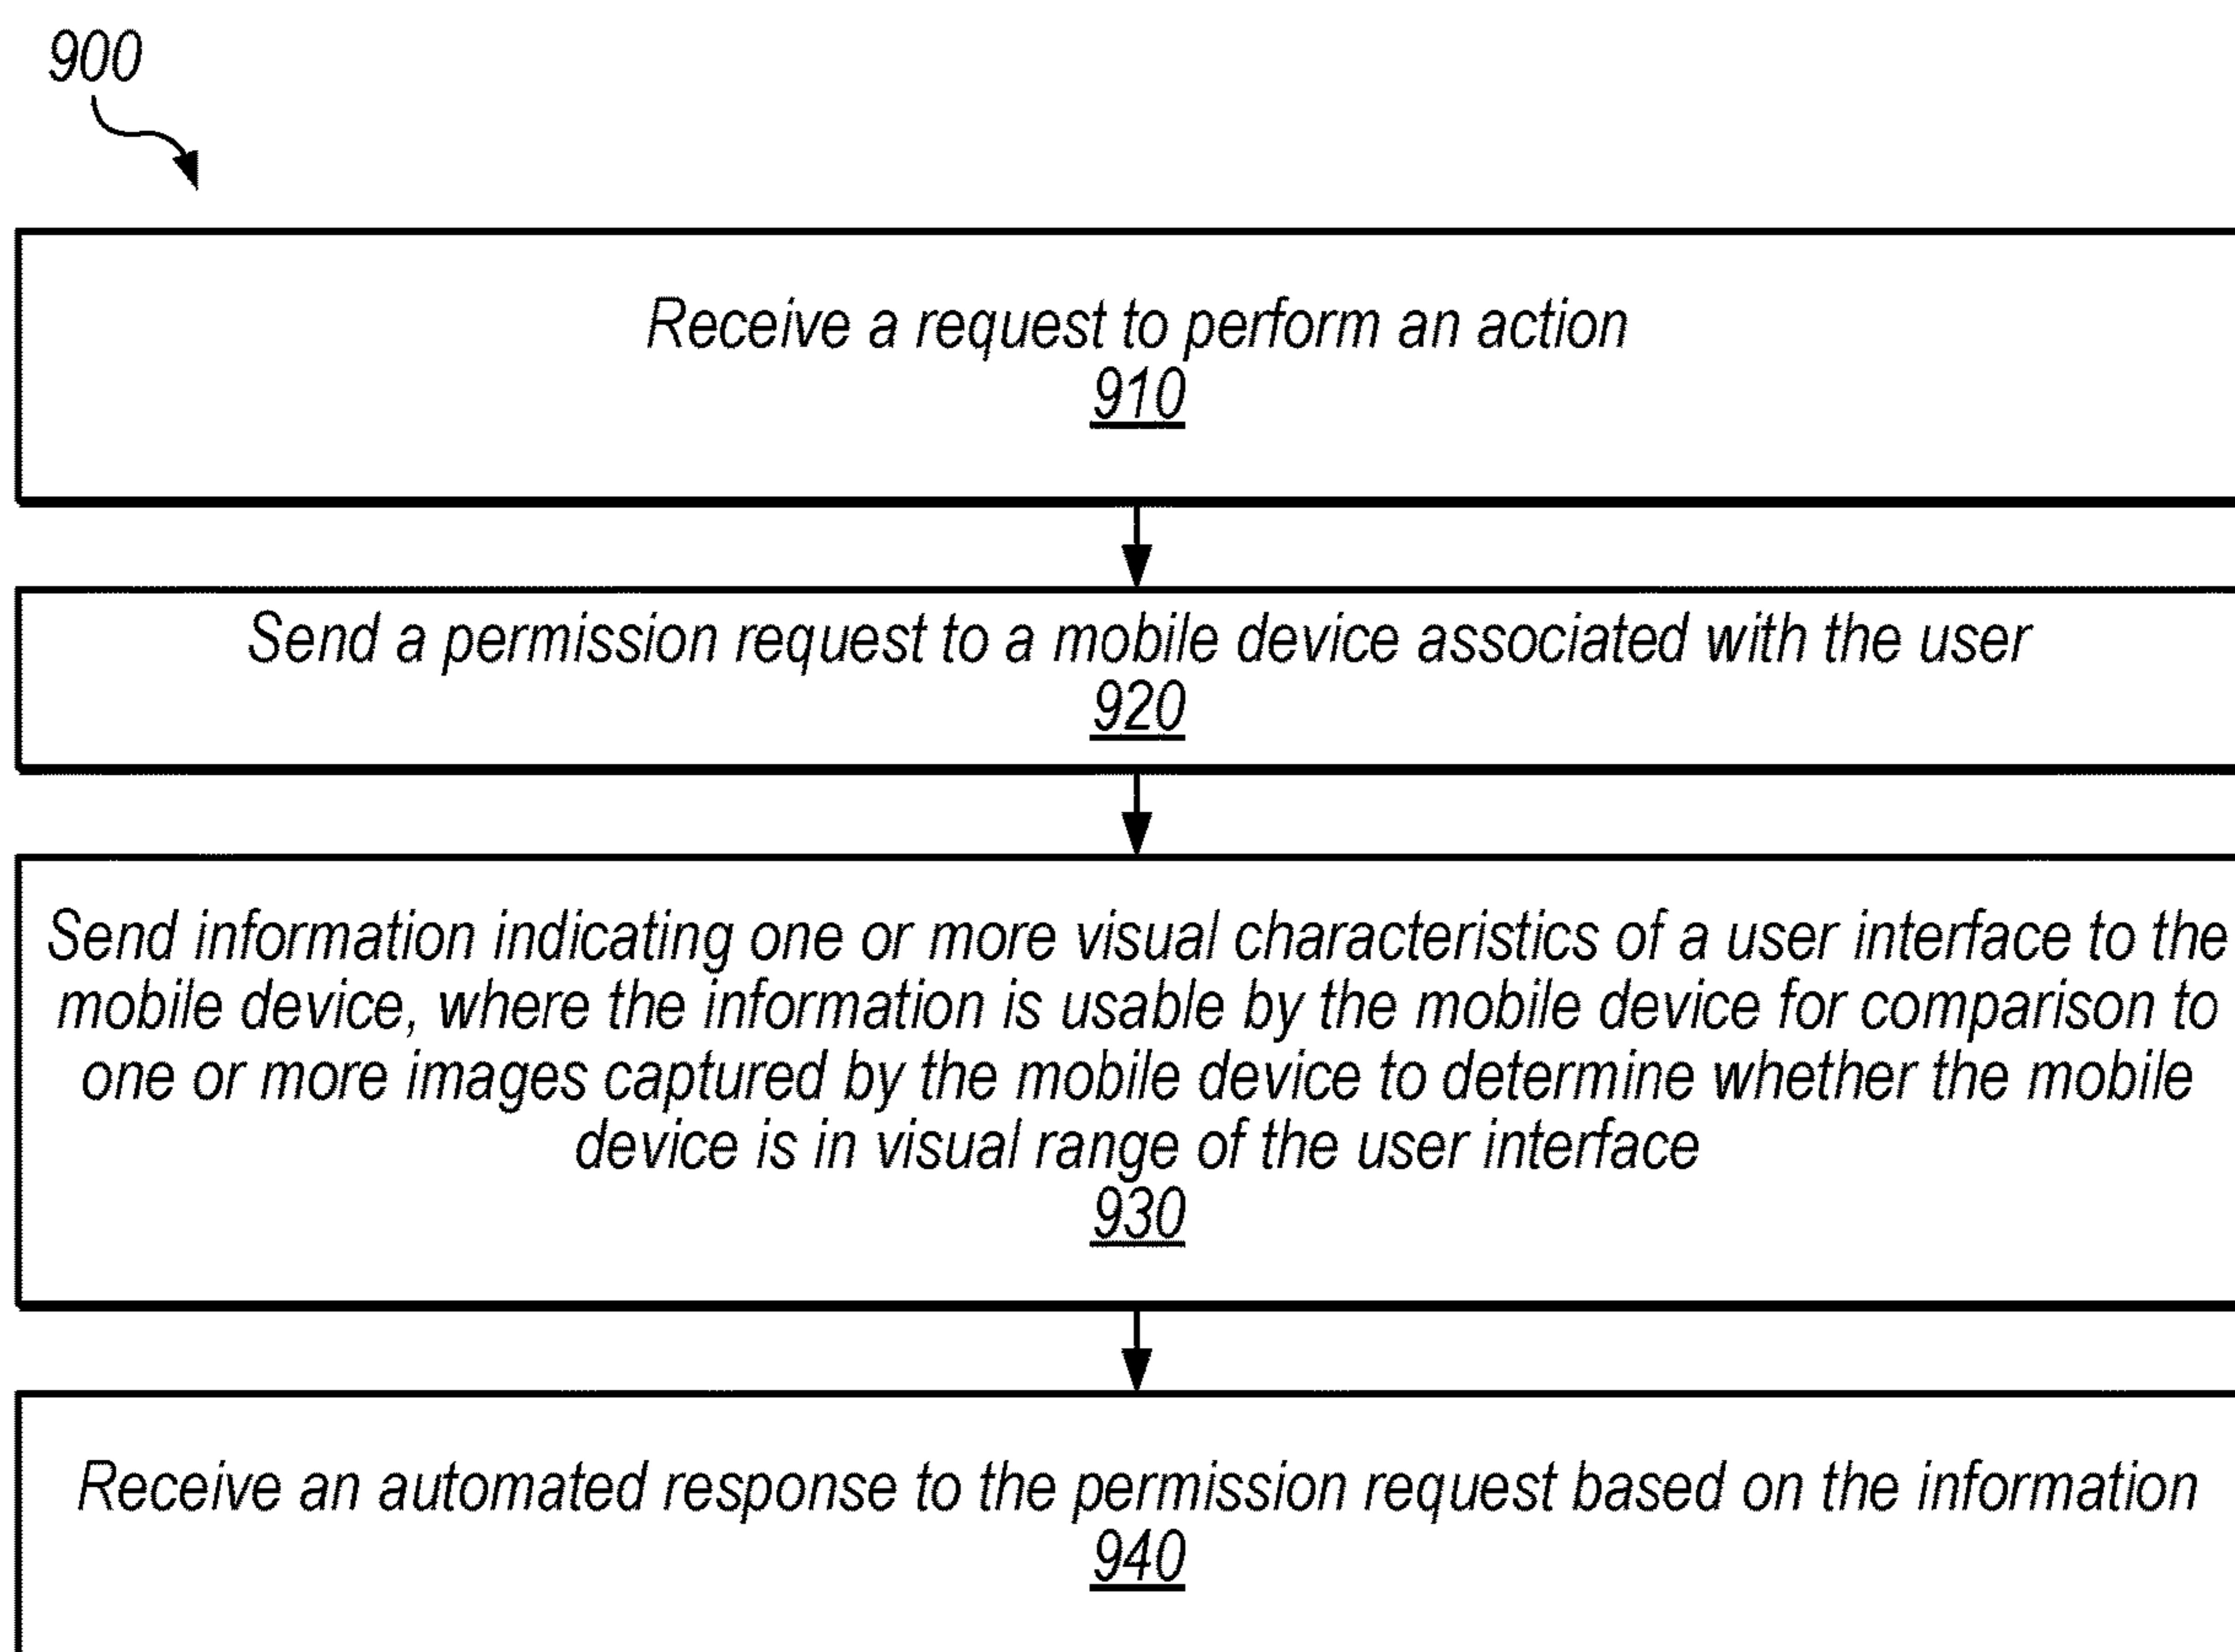 900
Receive a request to perform an action
910
Send a permission request to a mobile device associated with the user
920
Send information indicating one or more visual characteristics of a user interface to the
mobile device, where the information is usable by the mobile device for comparison to
one or more images captured by the mobile device to determine whether the mobile
device is in visual range of the user interface
930
Receive an automated response to the permission request based on the information
940